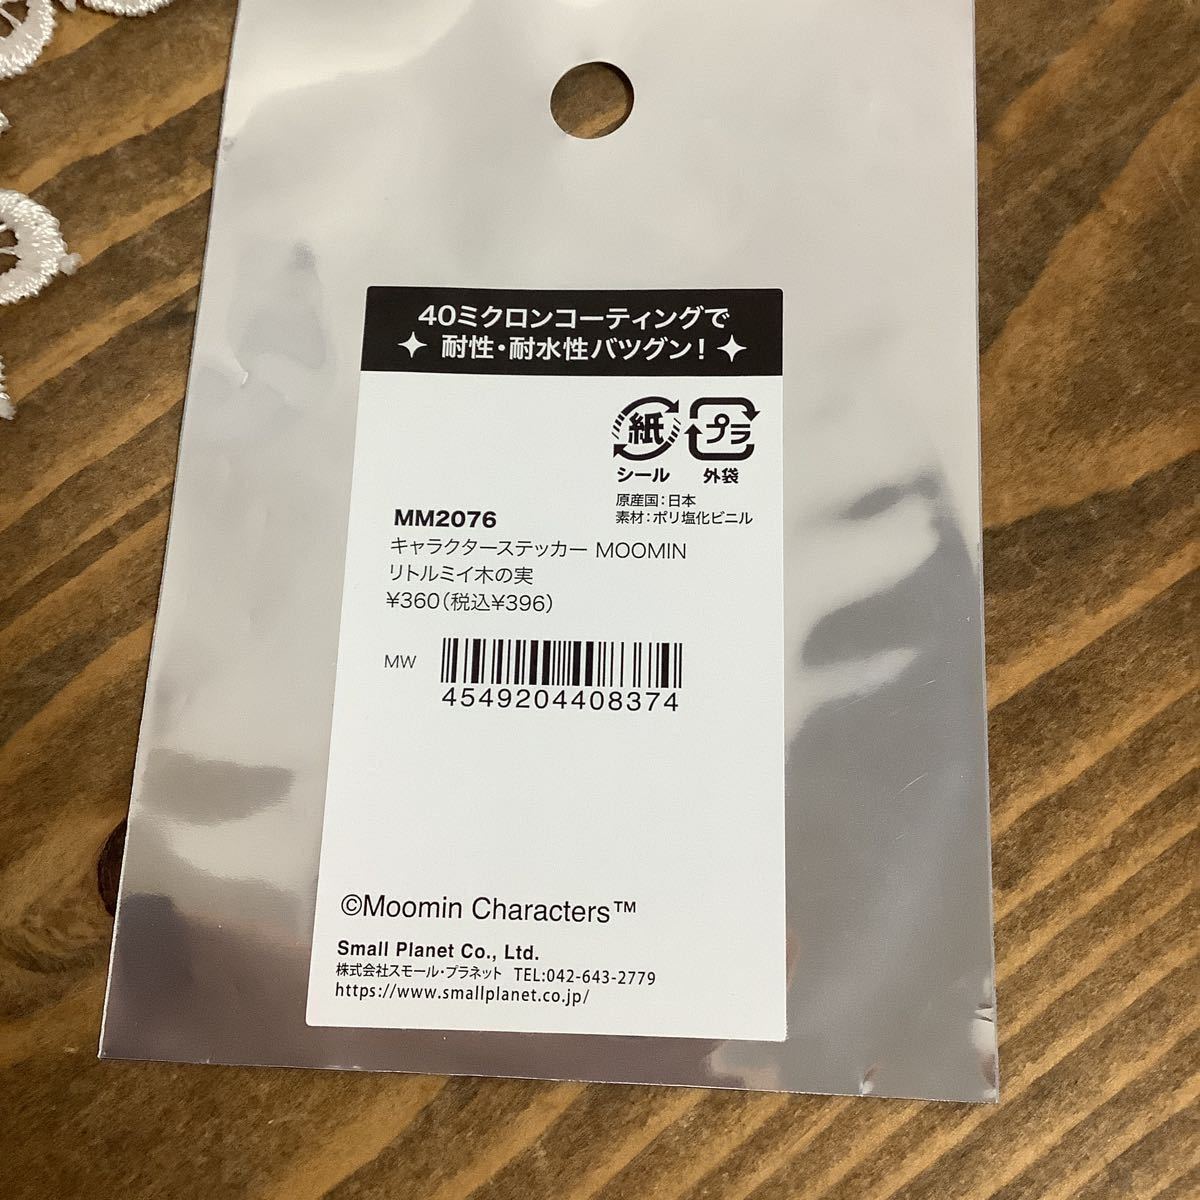 40ミクロンコーティングで
耐性・耐水性バツグン!
紙
プラ
シール 外袋
原産国:日本
素材:ポリ塩化ビニル
MM2076
キャラクターステッカー MOOMIN
リトルミイ木の実
¥360(税込¥396)
MW
4549204408374
©Moomin Characters™
Small Planet Co., Ltd.
株式会社スモール・プラネット TEL:042-643-2779
https://www.smallplanet.co.jp/